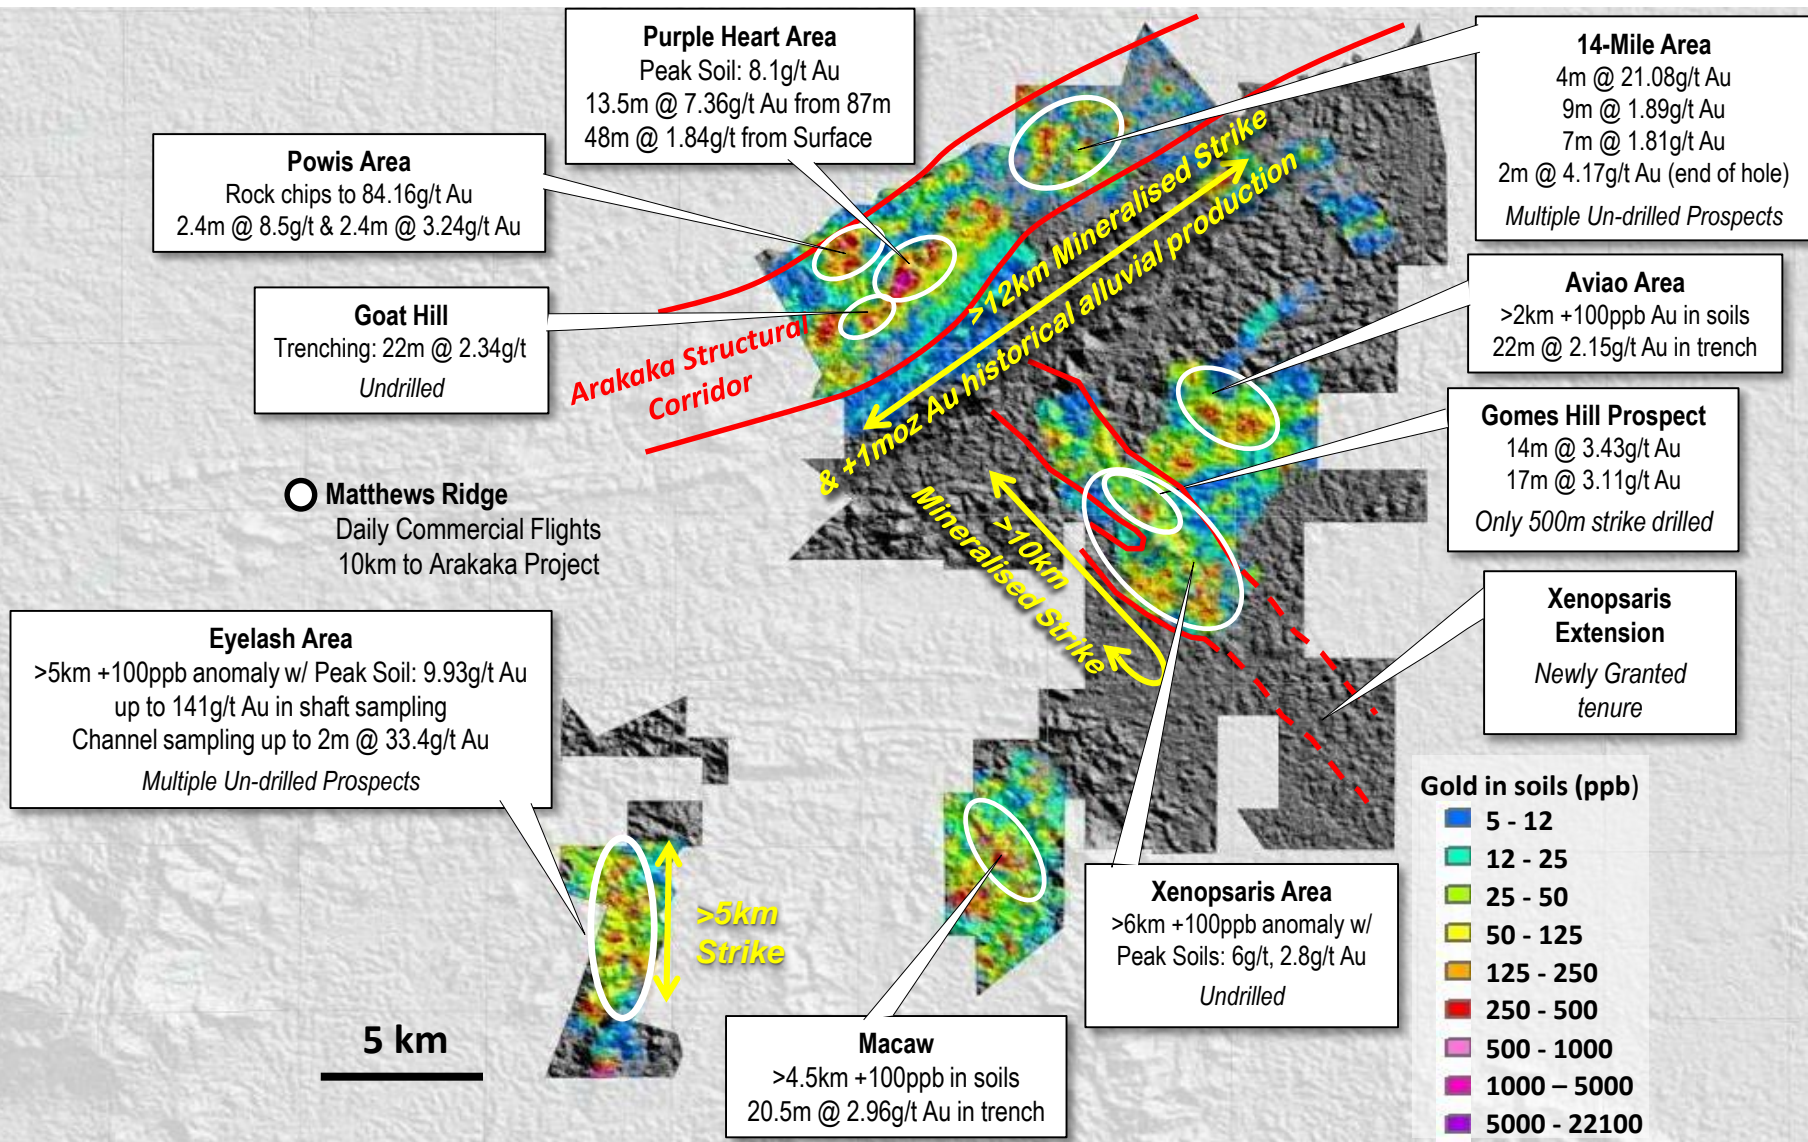 Purple Heart Area
Peak Soil: 8.1g/t Au
13.5m @ 7.36g/t Au from 87m
48m @ 1.84g/t from Surface
14-Mile Area
4m @ 21.08g/t Au
9m @ 1.89g/t Au
7m @ 1.81g/t Au
2m @ 4.17g/t Au (end of hole)
Multiple Un-drilled Prospects
Powis Area
Rock chips to 84.16g/t Au
2.4m @ 8.5g/t & 2.4m @ 3.24g/t Au
Goat Hill
Trenching: 22m @ 2.34g/t
Undrilled
Arakaka Structural
Corridor
>12km Mineralised Strike
& +1moz Au historical alluvial production
Aviao Area
>2km +100ppb Au in soils
22m @ 2.15g/t Au in trench
Gomes Hill Prospect
14m @ 3.43g/t Au
17m @ 3.11g/t Au
Only 500m strike drilled
Matthews Ridge
Daily Commercial Flights
10km to Arakaka Project
>10km
Mineralised Strike
Xenopsaris
Extension
Newly Granted
tenure
Eyelash Area
>5km +100ppb anomaly w/ Peak Soil: 9.93g/t Au
up to 141g/t Au in shaft sampling
Channel sampling up to 2m @ 33.4g/t Au
Multiple Un-drilled Prospects
>5km
Strike
Xenopsaris Area
>6km +100ppb anomaly w/
Peak Soils: 6g/t, 2.8g/t Au
Undrilled
Macaw
>4.5km +100ppb in soils
20.5m @ 2.96g/t Au in trench
5 km
Gold in soils (ppb)
5 - 12
12 - 25
25 - 50
50 - 125
125 - 250
250 - 500
500 - 1000
1000 – 5000
5000 - 22100